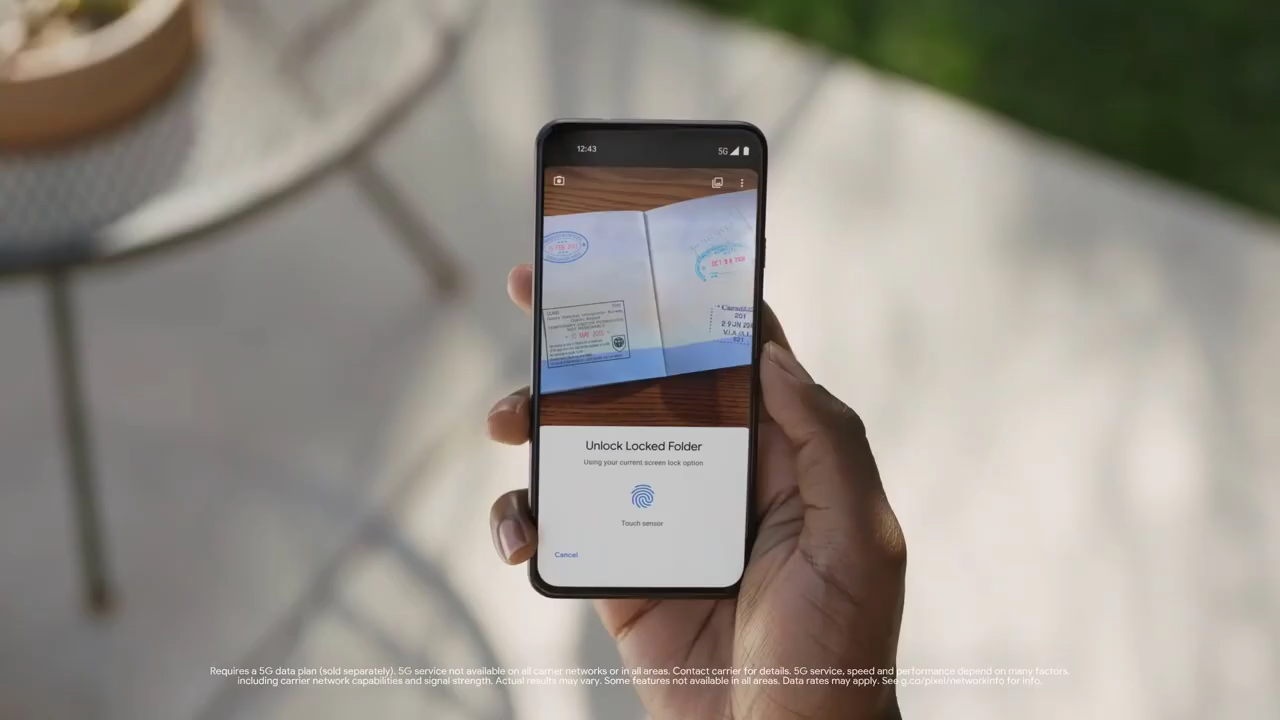 12:43
5G
Unlock Locked Folder
Using your current screen lock option
Touch sensor
Cancel
Requires a 5G data plan (sold separately). 5G service not available on all carrier networks or in all areas. Contact carrier for details. 5G service, speed and performance depend on many factors,
including carrier network capabilities and signal strength. Actual results may vary. Some features not available in all areas. Data rates may apply. See g.co/pixel/networkinfo for info.